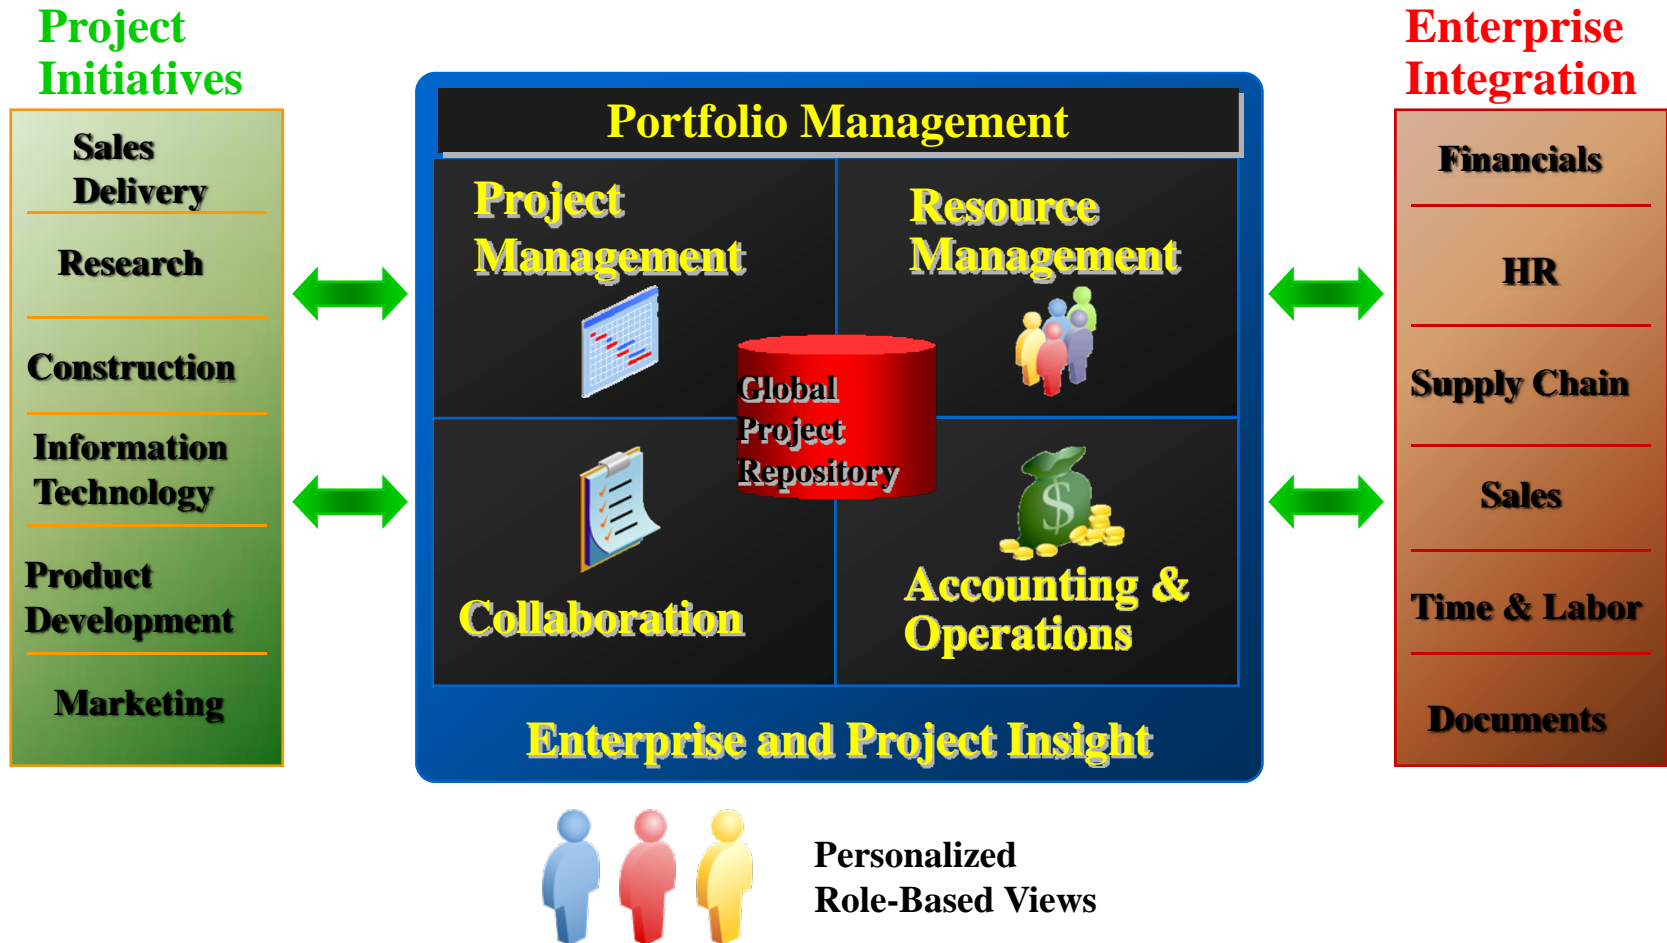 Project
Initiatives
Sales
Delivery
Research
Construction
Information
Technology
Product
Development
Marketing
Portfolio Management
Project
Management
Resource
Management
Global
Project
Repository
Collaboration
$
Accounting &
Operations
Enterprise and Project Insight
Personalized
Role-Based Views
Enterprise
Integration
Financials
HR
Supply Chain
Sales
Time & Labor
Documents